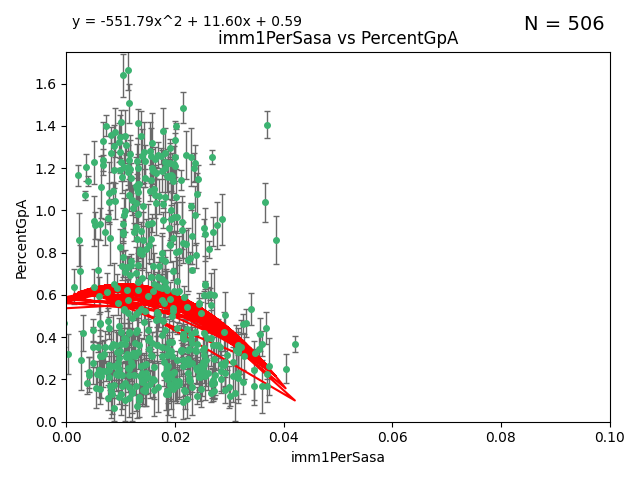 y = -551.79x^2 + 11.60x + 0.59
N = 506
imm1PerSasa vs PercentGpA
PercentGpA
1.6
1.4
1.2
1.0
0.8
0.6
0.4
0.2
0.0
0.00 0.02 0.04 0.06 0.08 0.10
imm1PerSasa